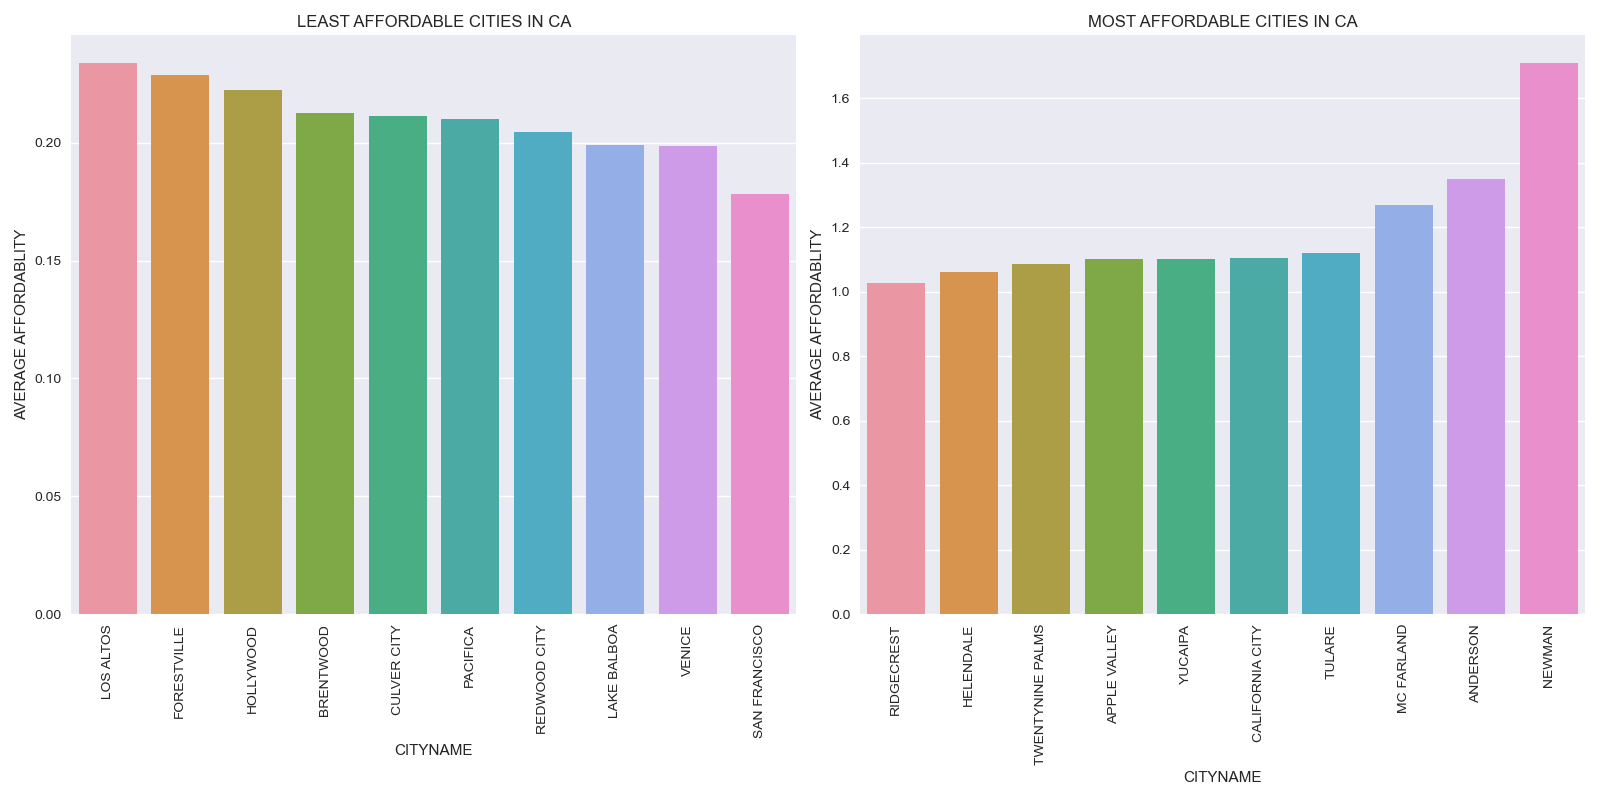 LEAST AFFORDABLE CITIES IN CA
AVERAGE AFFORDABLITY
0.20
0.15
0.10
0.05
0.00
LOS ALTOS
FORESTVILLE
HOLLYWOOD
BRENTWOOD
CULVER CITY
PACIFICA
REDWOOD CITY
LAKE BALBOA
VENICE
SAN FRANCISCO
CITYNAME
MOST AFFORDABLE CITIES IN CA
AVERAGE AFFORDABLITY
1.6
1.4
1.2
1.0
0.8
0.6
0.4
0.2
0.0
RIDGECREST
HELENDALE
TWENTYNINE PALMS
APPLE VALLEY
YUCAIPA
CALIFORNIA CITY
TULARE
MC FARLAND
ANDERSON
NEWMAN
CITYNAME